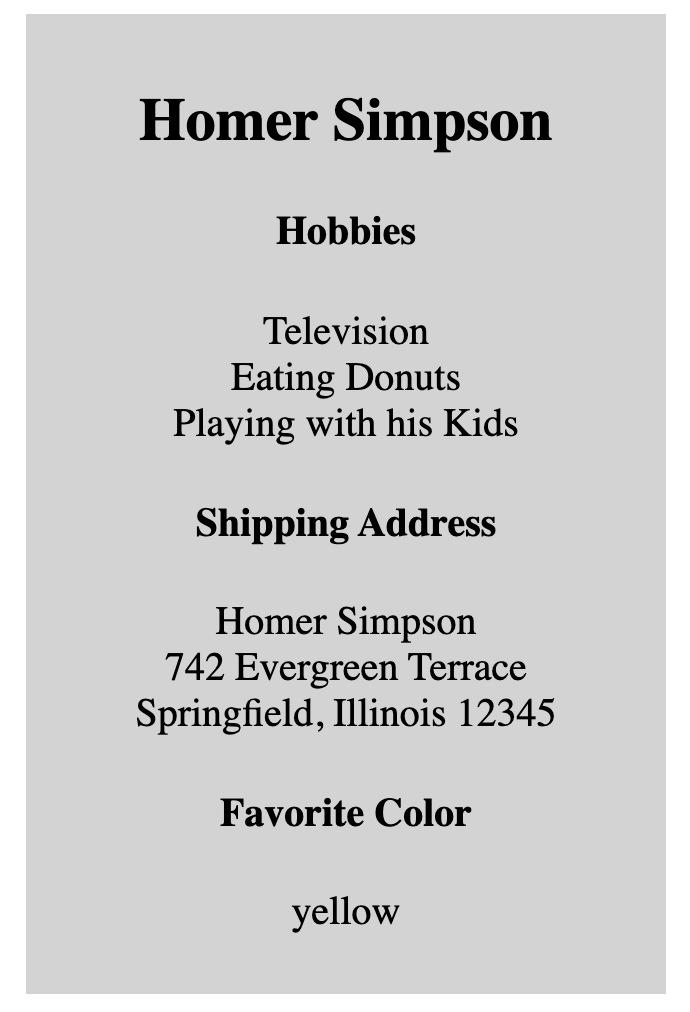 Homer Simpson
Hobbies
Television
Eating Donuts
Playing with his Kids
Shipping Address
Homer Simpson
742 Evergreen Terrace
Springfield, Illinois 12345
Favorite Color
yellow